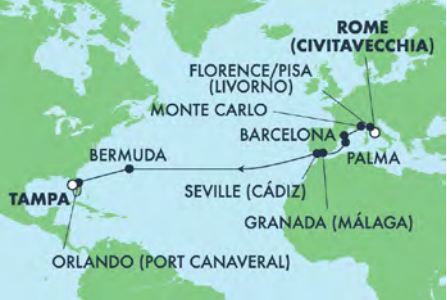 ROME
(CIVITAVECCHIA)
FLORENCE/PISA
(LIVORNO)
MONTE CARLO
BARCELONA
BERMUDA
PALMA
SEVILLE (CÁDIZ)
TAMPA
GRANADA (MÁLAGA)
ORLANDO (PORT CANAVERAL)